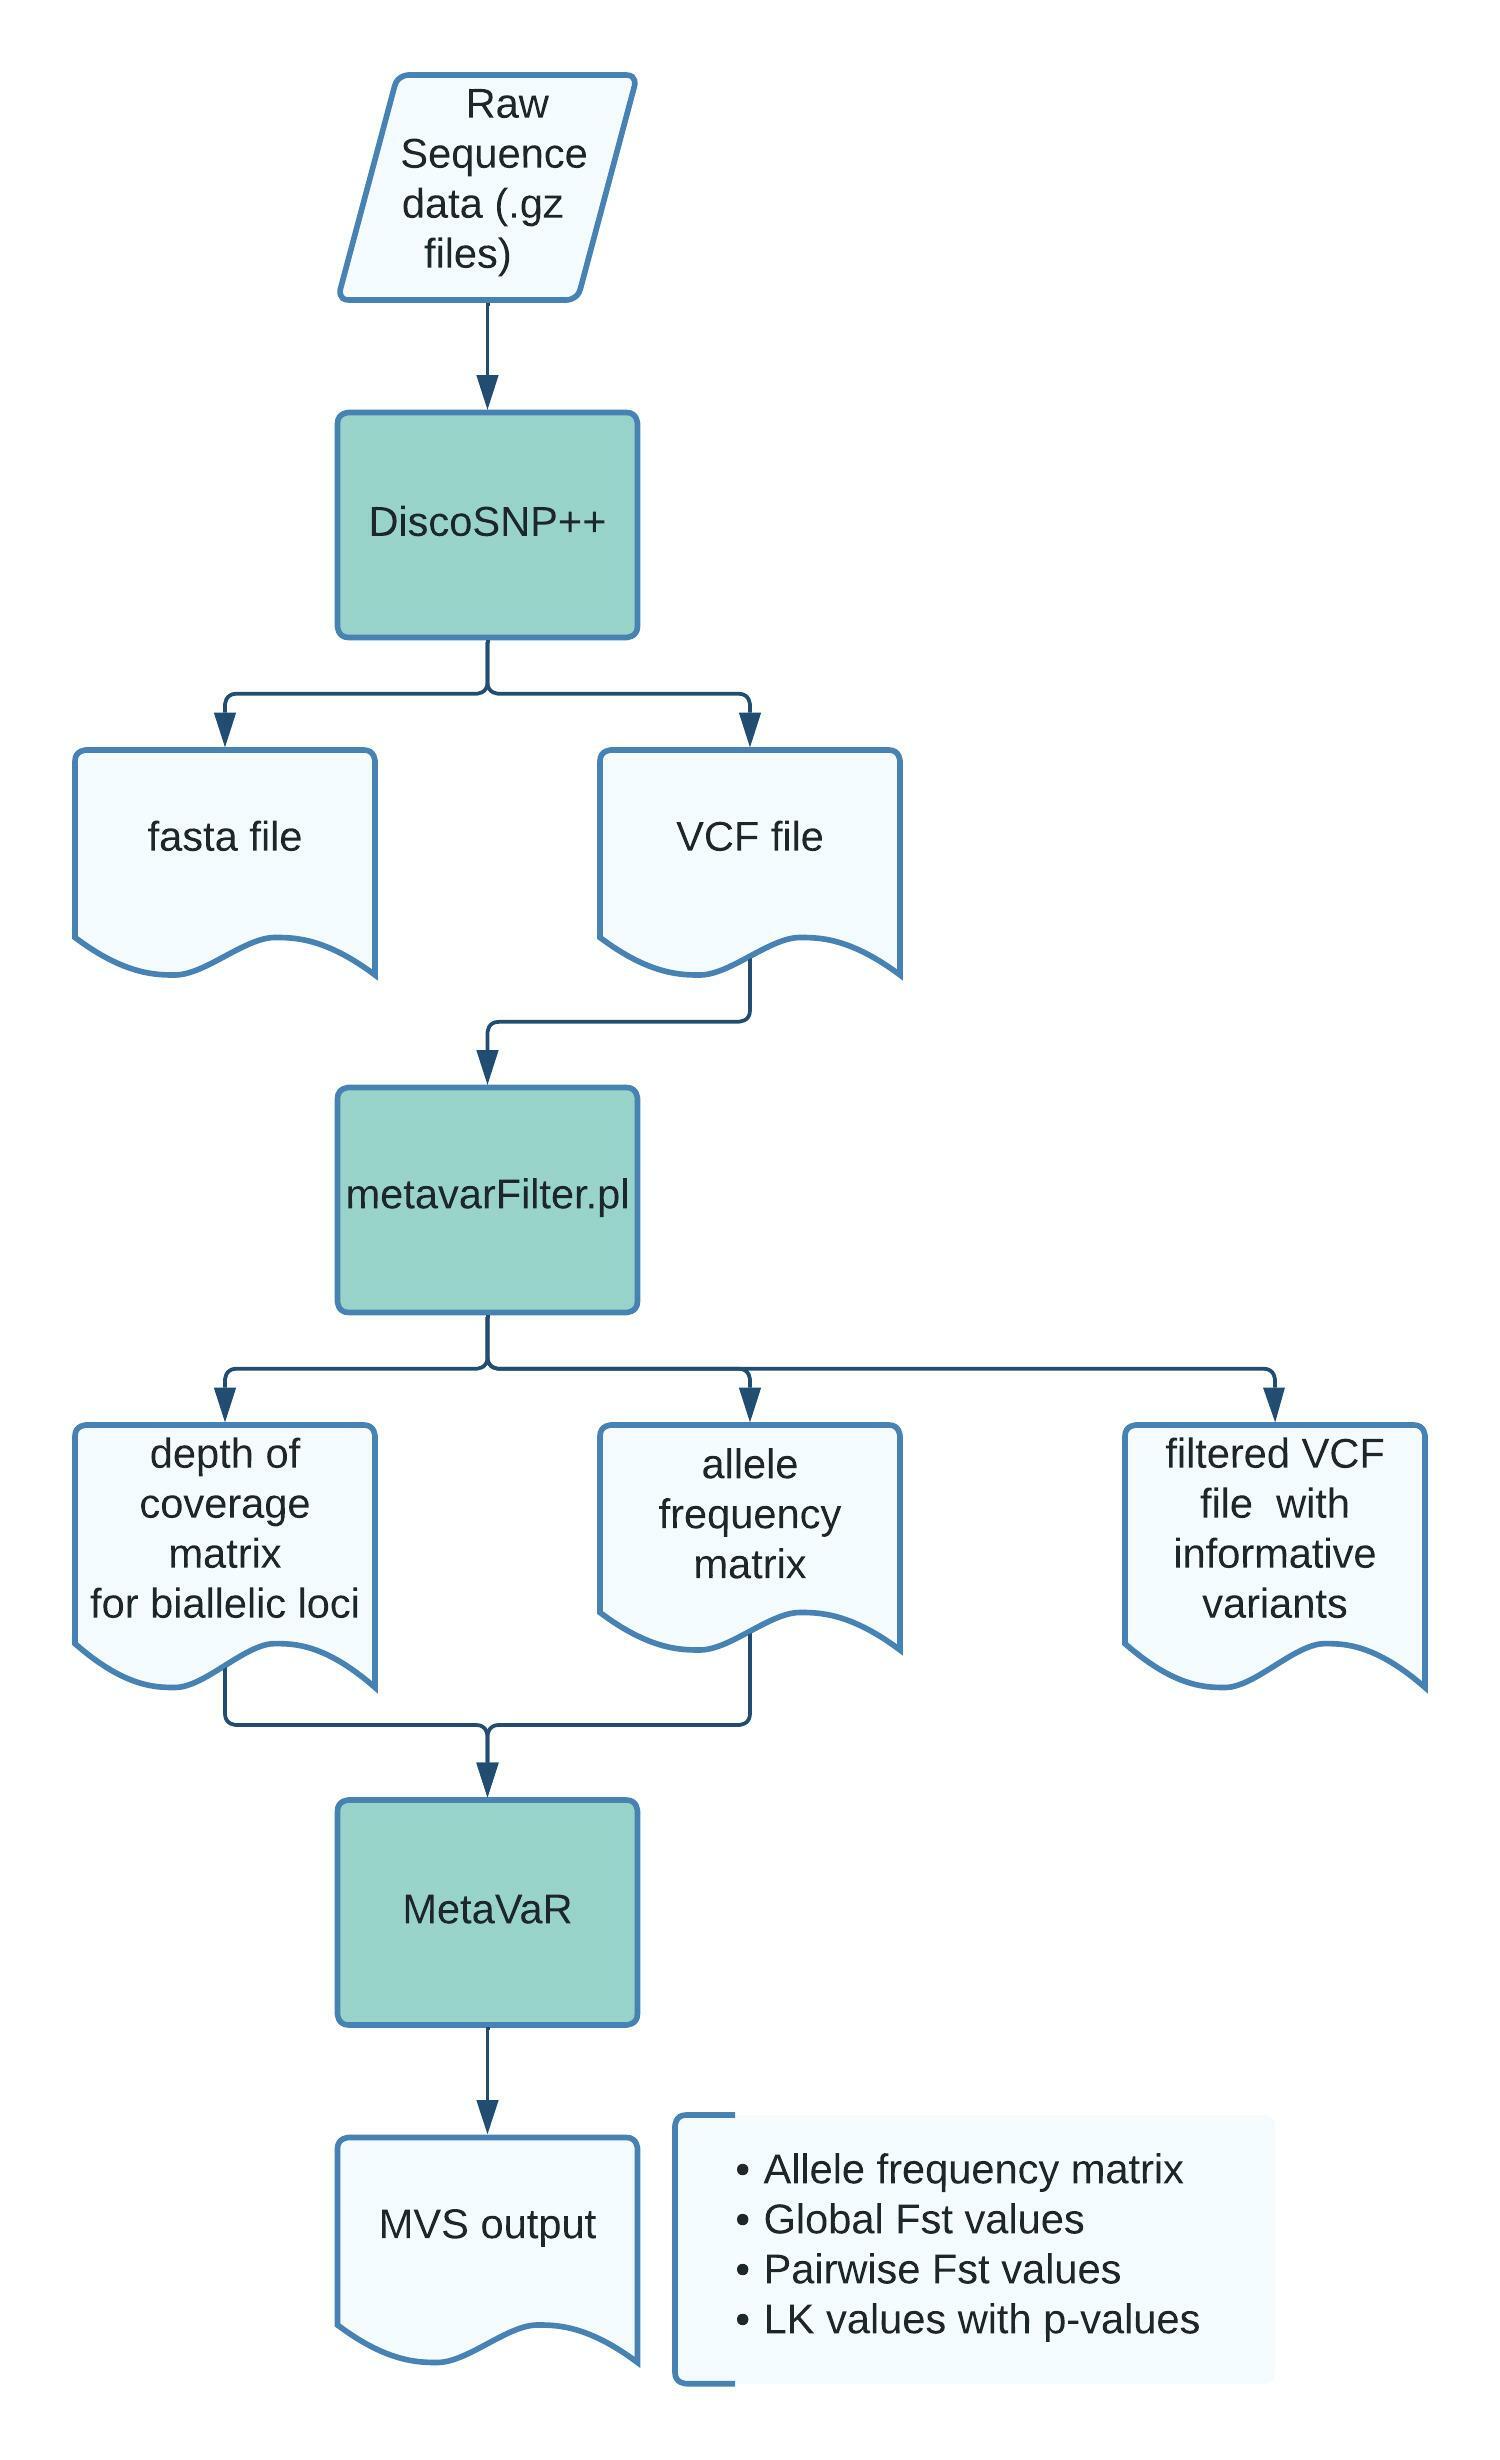 Raw
Sequence
data (.gz
files)
DiscoSNP++
fasta file
VCF file
metavarFilter.pl
depth of
coverage
matrix
for biallelic loci
allele
frequency
matrix
filtered VCF
file  with
informative
variants
MetaVaR
MVS output
• Allele frequency matrix
• Global Fst values
• Pairwise Fst values
• LK values with p-values